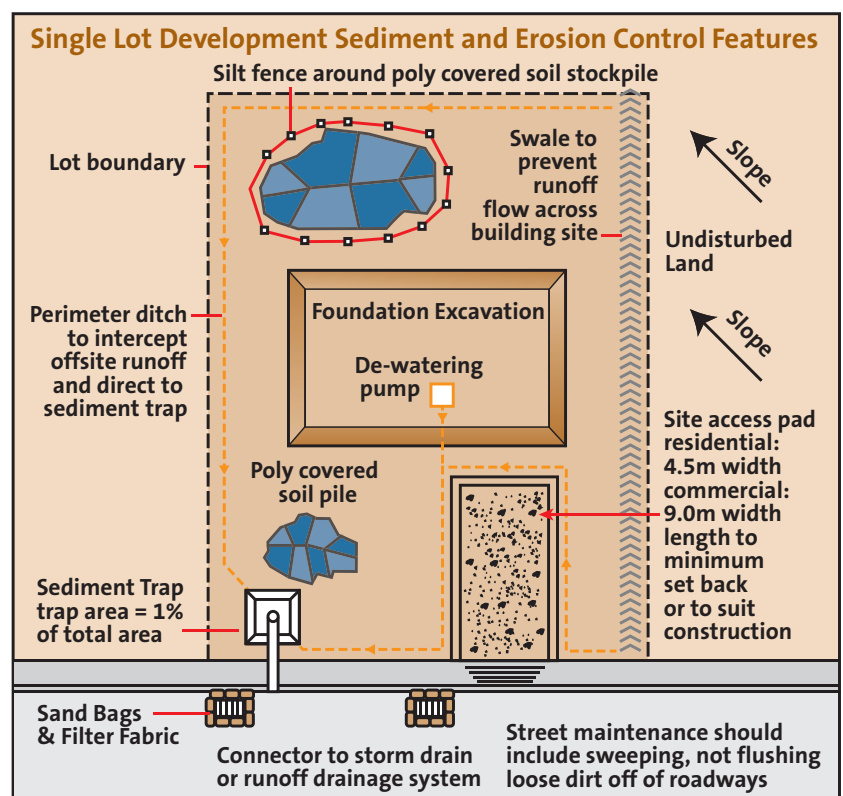 Single Lot Development Sediment and Erosion Control Features
Silt fence around poly covered soil stockpile
Lot boundary
Swale to
prevent
runoff
flow across
building site
Slope
Undisturbed
Land
Slope
Perimeter ditch
to intercept
offsite runoff
and direct to
sediment trap
Foundation Excavation
De-watering
pump
Site access pad
residential:
4.5m width
commercial:
9.0m width
length to
minimum
set back
or to suit
construction
Poly covered
soil pile
Sediment Trap
trap area = 1%
of total area
Sand Bags
& Filter Fabric
Connector to storm drain
or runoff drainage system
Street maintenance should
include sweeping, not flushing
loose dirt off of roadways